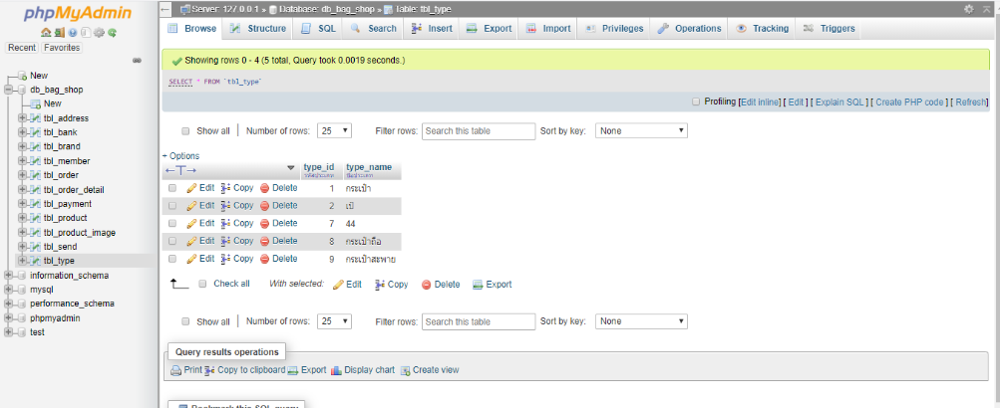 phpMyAdmin
Server: 127.0.0.1 » Database: db_bag_shop » Table: tbl_type
Recent Favorites
Browse Structure SQL Search Insert Export Import Privileges Operations Tracking Triggers
Showing rows 0 - 4 (5 total, Query took 0.0019 seconds.)
SELECT * FROM `tbl_type`
Profiling [Edit inline] [ Edit ] [ Explain SQL ] [ Create PHP code ] [ Refresh]
New
db_bag_shop
New
tbl_address
tbl_bank
tbl_brand
tbl_member
tbl_order
tbl_order_detail
tbl_payment
tbl_product
tbl_product_image
tbl_send
tbl_type
information_schema
mysql
performance_schema
phpmyadmin
test
Show all Number of rows: 25 Filter rows: Search this table Sort by key: None
+ Options
type_id type_name
Edit Copy Delete 1 กระเป๋า
Edit Copy Delete 2 เป้
Edit Copy Delete 7 44
Edit Copy Delete 8 กระเป๋าถือ
Edit Copy Delete 9 กระเป๋าสะพาย
Check all With selected: Edit Copy Delete Export
Show all Number of rows: 25 Filter rows: Search this table Sort by key: None
Query results operations
Print Copy to clipboard Export Display chart Create view
Bookmark this SQL query